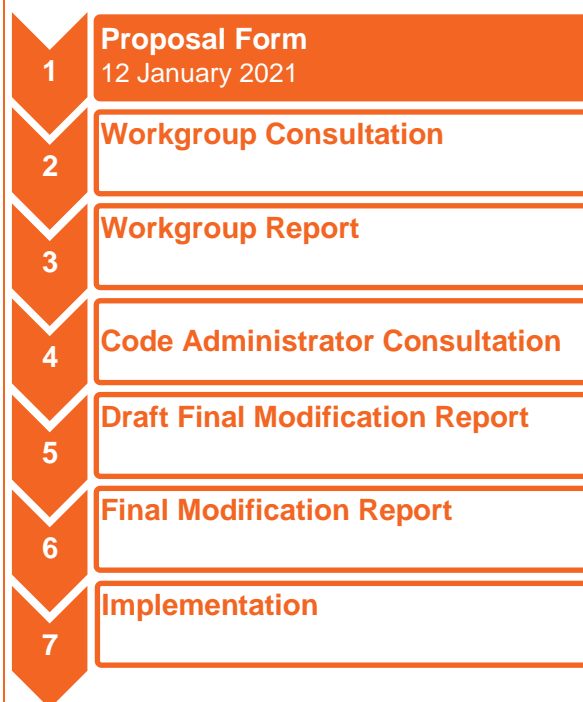 1
Proposal Form
12 January 2021
2
Workgroup Consultation
3
Workgroup Report
4
Code Administrator Consultation
5
Draft Final Modification Report
6
Final Modification Report
7
Implementation